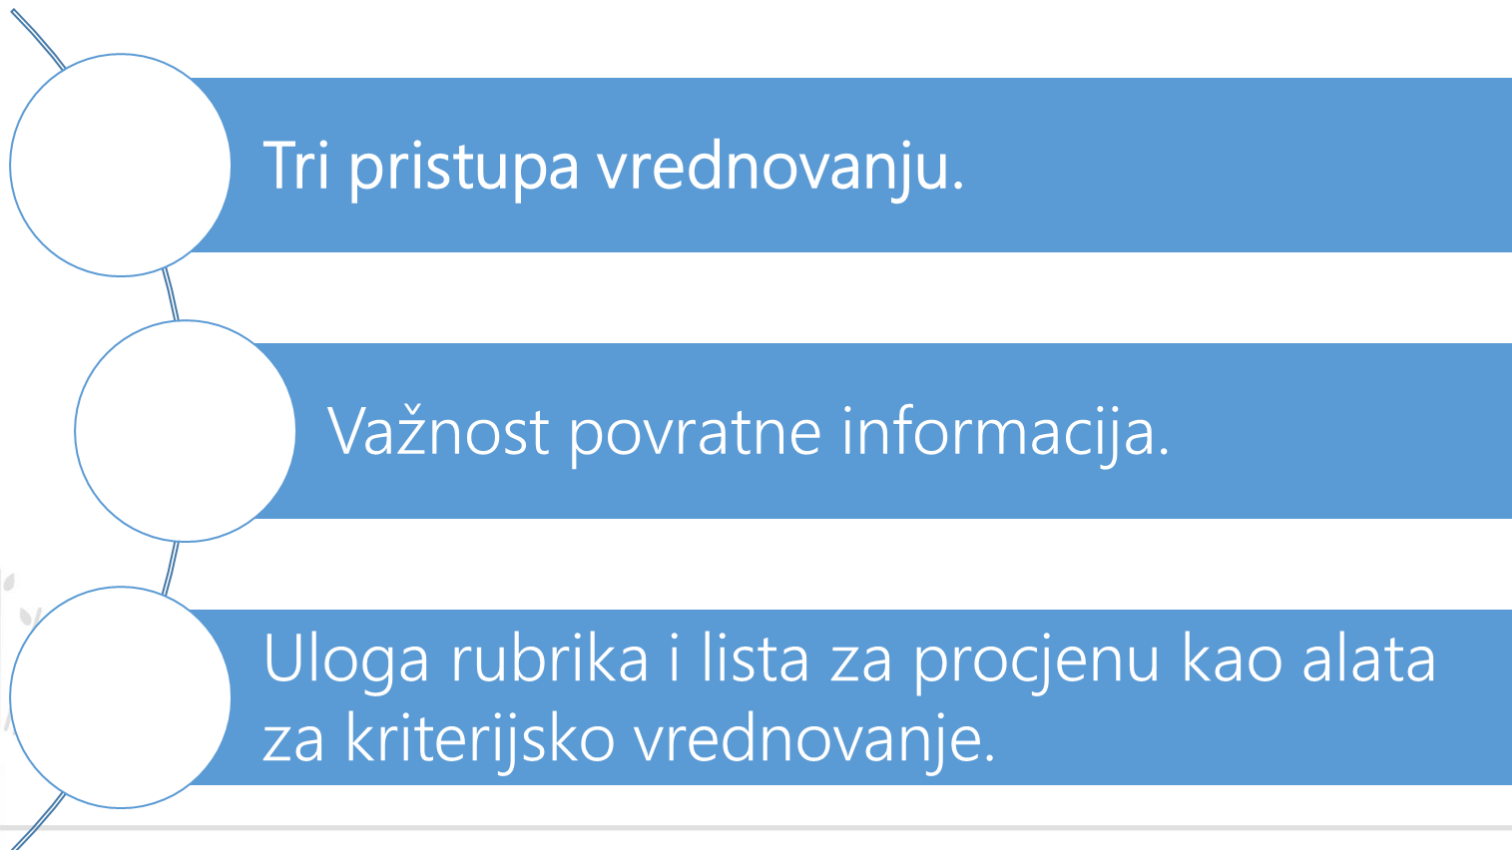 Tri pristupa vrednovanju.
Važnost povratne informacija.
Uloga rubrika i lista za procjenu kao alata
za kriterijsko vrednovanje.